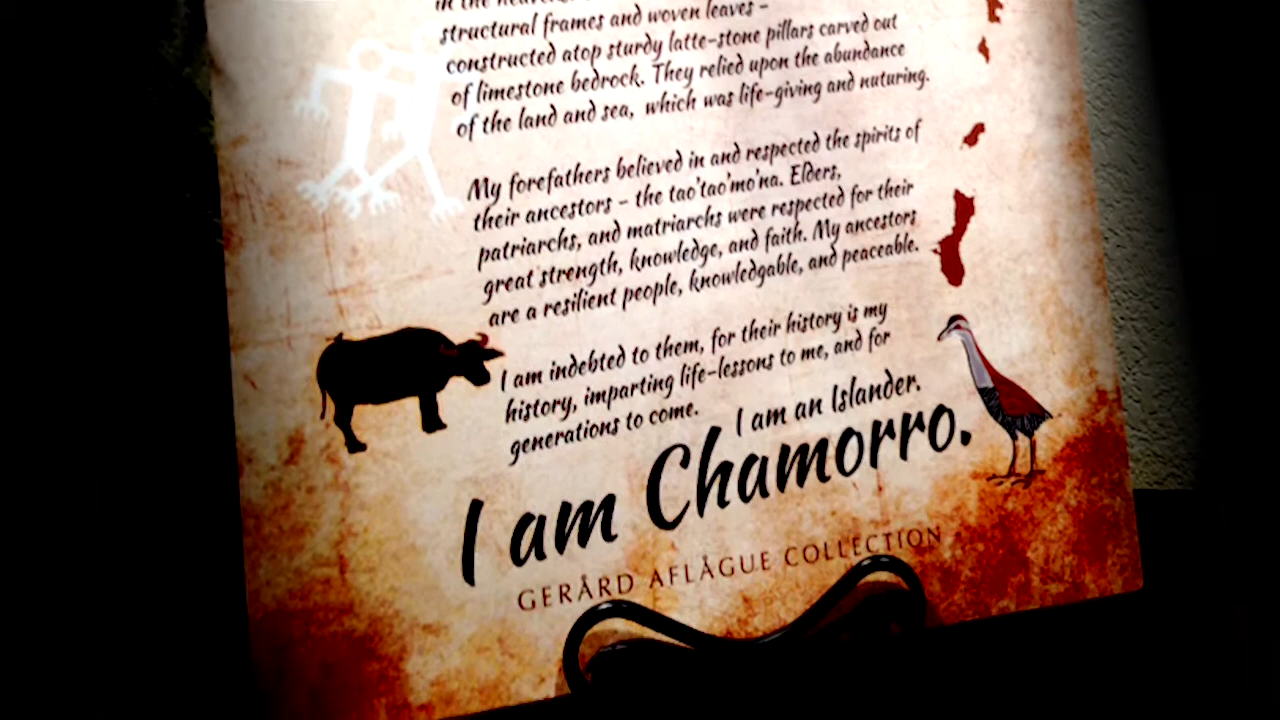 in the
structural frames and woven leaves –
constructed atop sturdy latte-stone pillars carved out
of limestone bedrock. They relied upon the abundance
of the land and sea, which was life-giving and nuturing.
My forefathers believed in and respected the spirits of
their ancestors – the tao'tao'mo'na. Elders,
patriarchs, and matriarchs were respected for their
great strength, knowledge, and faith. My ancestors
are a resilient people, knowledgable, and peaceable.
I am indebted to them, for their history is my
history, imparting life-lessons to me, and for
generations to come.
I am an Islander.
I am Chamorro.
GERÅRD AFLÅGUE COLLECTION